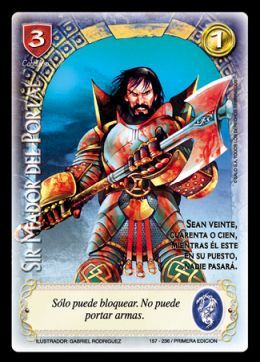 3
1
SIR MADOR DEL PORTAL
SEAN VEINTE,
CUARENTA O CIEN,
MIENTRAS ÉL ESTE
EN SU PUESTO,
NADIE PASARÁ.
Sólo puede bloquear. No puede
portar armas.
ILUSTRADOR: GABRIEL RODRIGUEZ
157 - 236 / PRIMERA EDICION